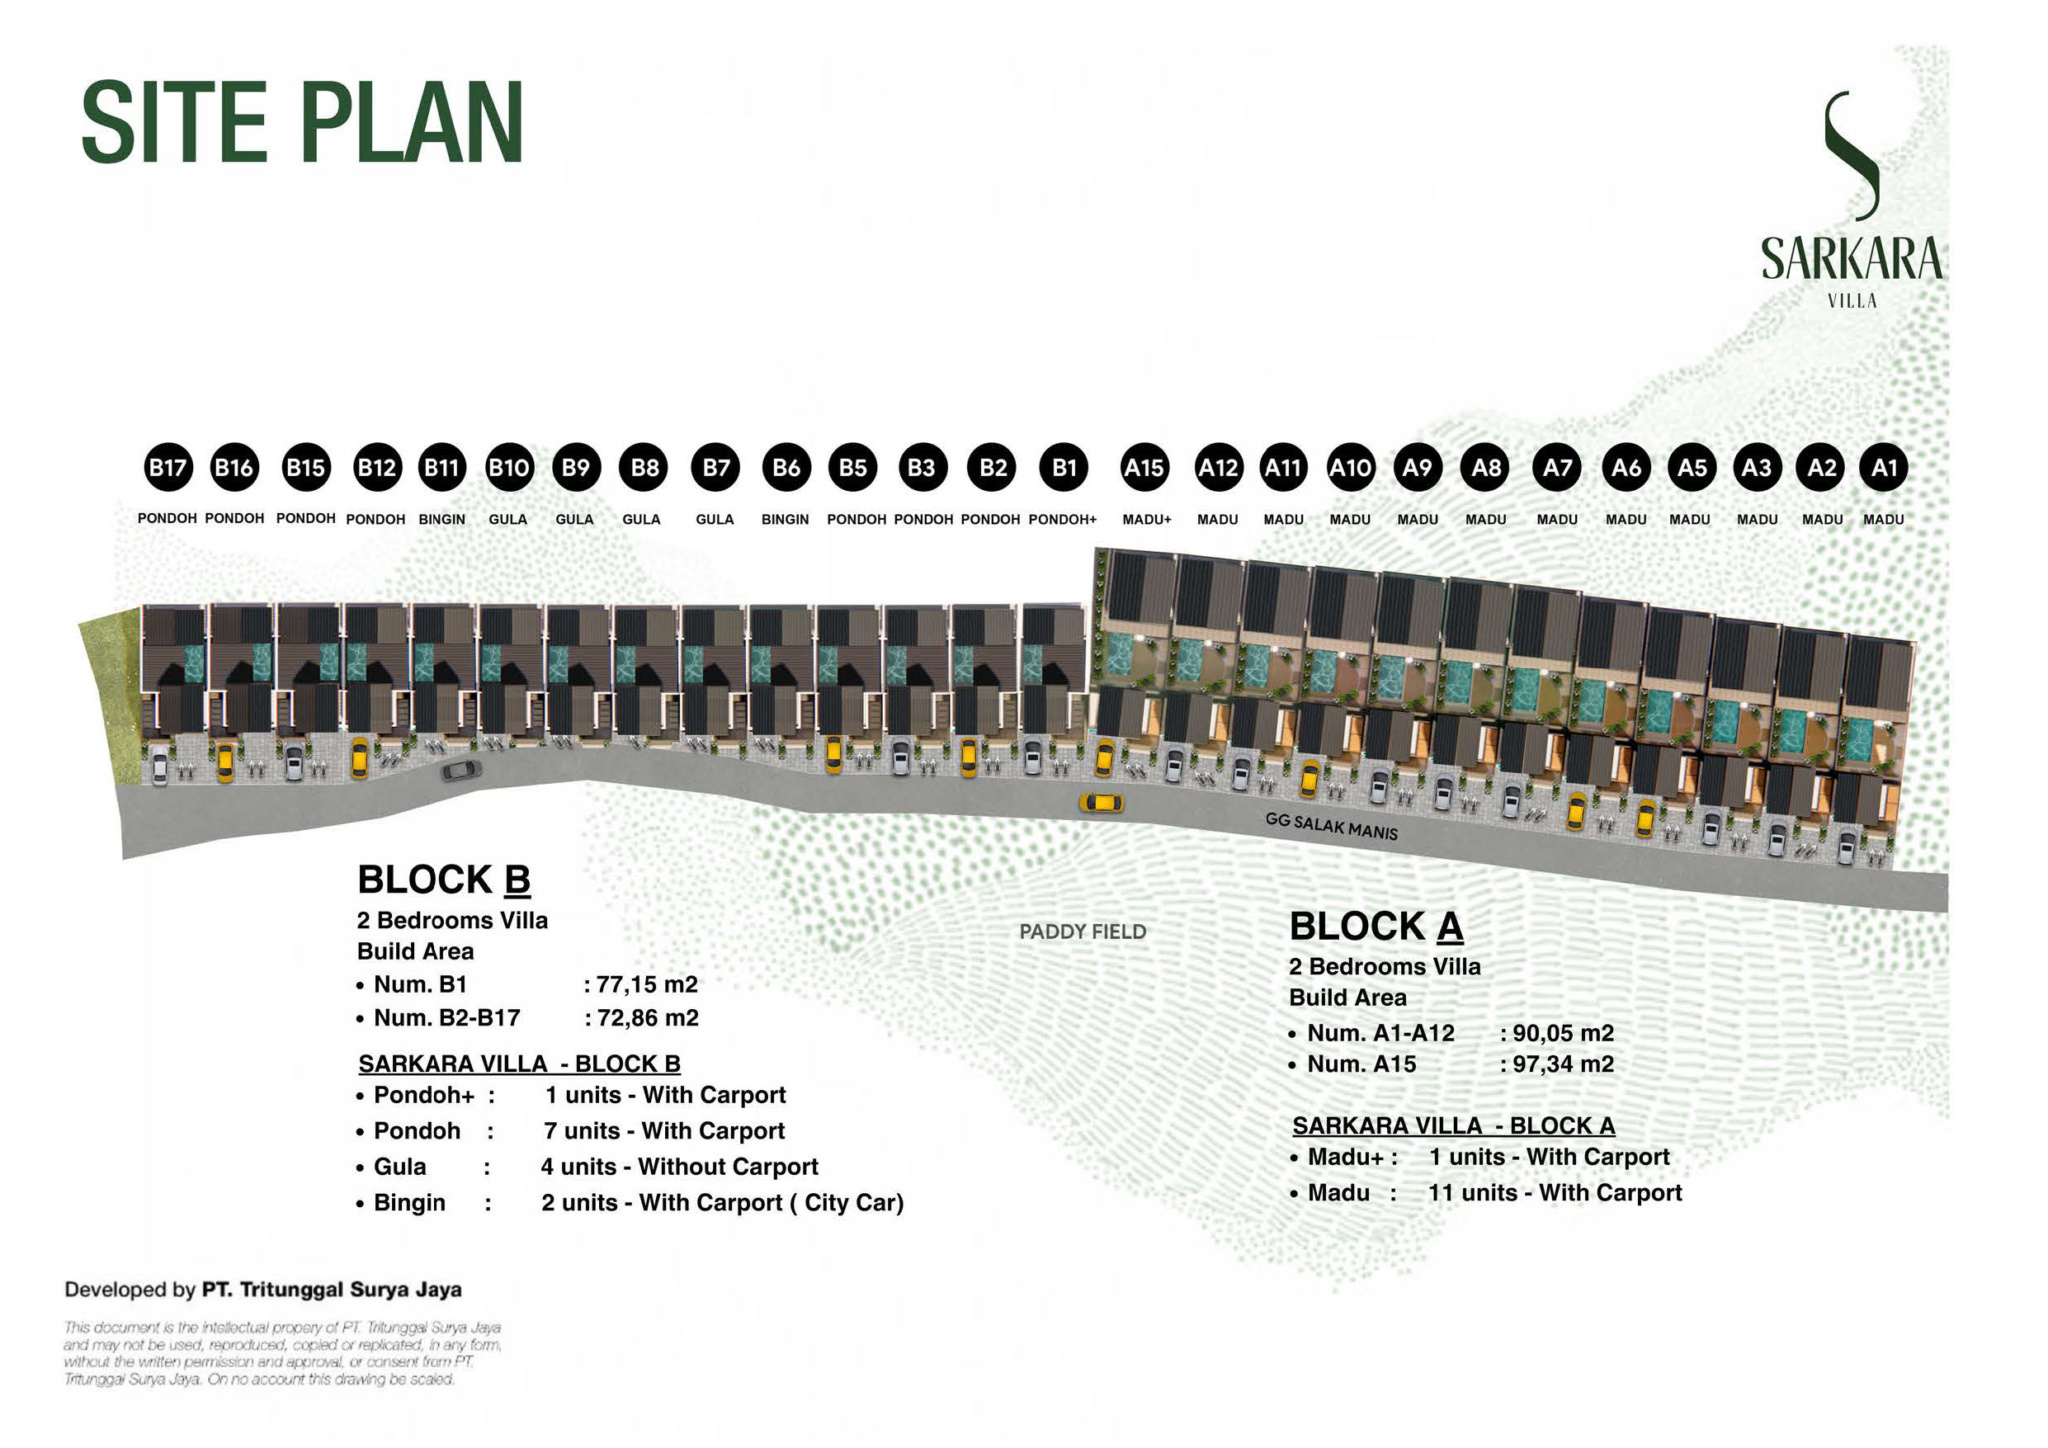 SITE PLAN
SARKARA
VILLA
B17 B16 B15 B12 B11 B10 B9 B8 B7 B6 B5 B3 B2 B1 A15 A12 A11 A10 A9 A8 A7 A6 A5 A3 A2 A1
PONDOH PONDOH PONDOH PONDOH BINGIN GULA GULA GULA GULA BINGIN PONDOH PONDOH PONDOH PONDOH+ MADU+ MADU MADU MADU MADU MADU MADU MADU MADU MADU MADU MADU
GG SALAK MANIS
PADDY FIELD
BLOCK B
2 Bedrooms Villa
Build Area
• Num. B1 : 77,15 m2
• Num. B2-B17 : 72,86 m2
SARKARA VILLA - BLOCK B
• Pondoh+ : 1 units - With Carport
• Pondoh : 7 units - With Carport
• Gula : 4 units - Without Carport
• Bingin : 2 units - With Carport ( City Car)
BLOCK A
2 Bedrooms Villa
Build Area
• Num. A1-A12 : 90,05 m2
• Num. A15 : 97,34 m2
SARKARA VILLA - BLOCK A
• Madu+ : 1 units - With Carport
• Madu : 11 units - With Carport
Developed by PT. Tritunggal Surya Jaya
This document is the intellectual propery of PT. Tritunggal Surya Jaya
and may not be used, reproduced, copied or replicated, in any form,
without the written permission and approval, or consent from PT.
Tritunggal Surya Jaya. On no account this drawing be scaled.